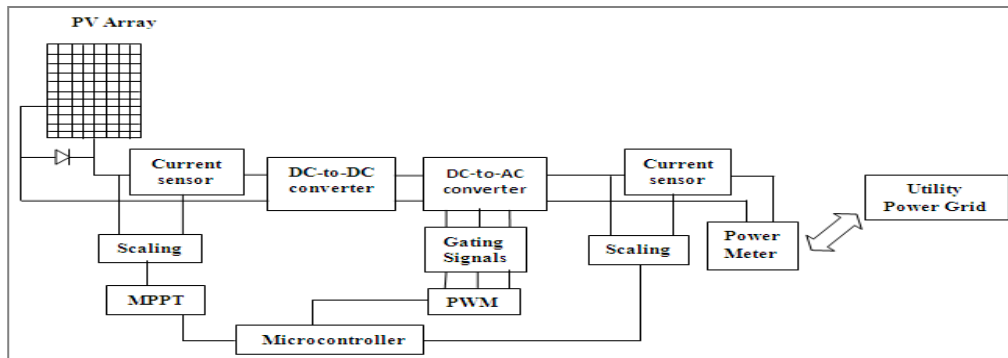 PV Array
Current
sensor
DC-to-DC
converter
DC-to-AC
converter
Current
sensor
Utility
Power Grid
Scaling
Gating
Signals
Scaling
Power
Meter
MPPT
PWM
Microcontroller